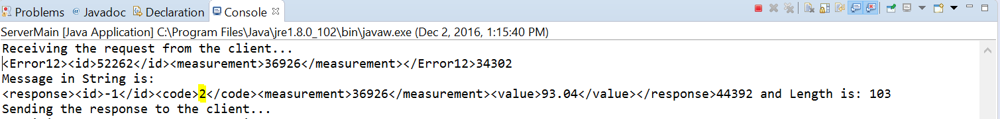 Problems @ Javadoc Declaration Console
ServerMain [Java Application] C:\Program Files\Java\jre1.8.0_102\bin\javaw.exe (Dec 2, 2016, 1:15:40 PM)
Receiving the request from the client...
<Error12><id>52262</id><measurement>36926</measurement></Error12>34302
Message in String is:
<response><id>-1</id><code>2</code><measurement>36926</measurement><value>93.04</value></response>44392 and Length is: 103
Sending the response to the client...